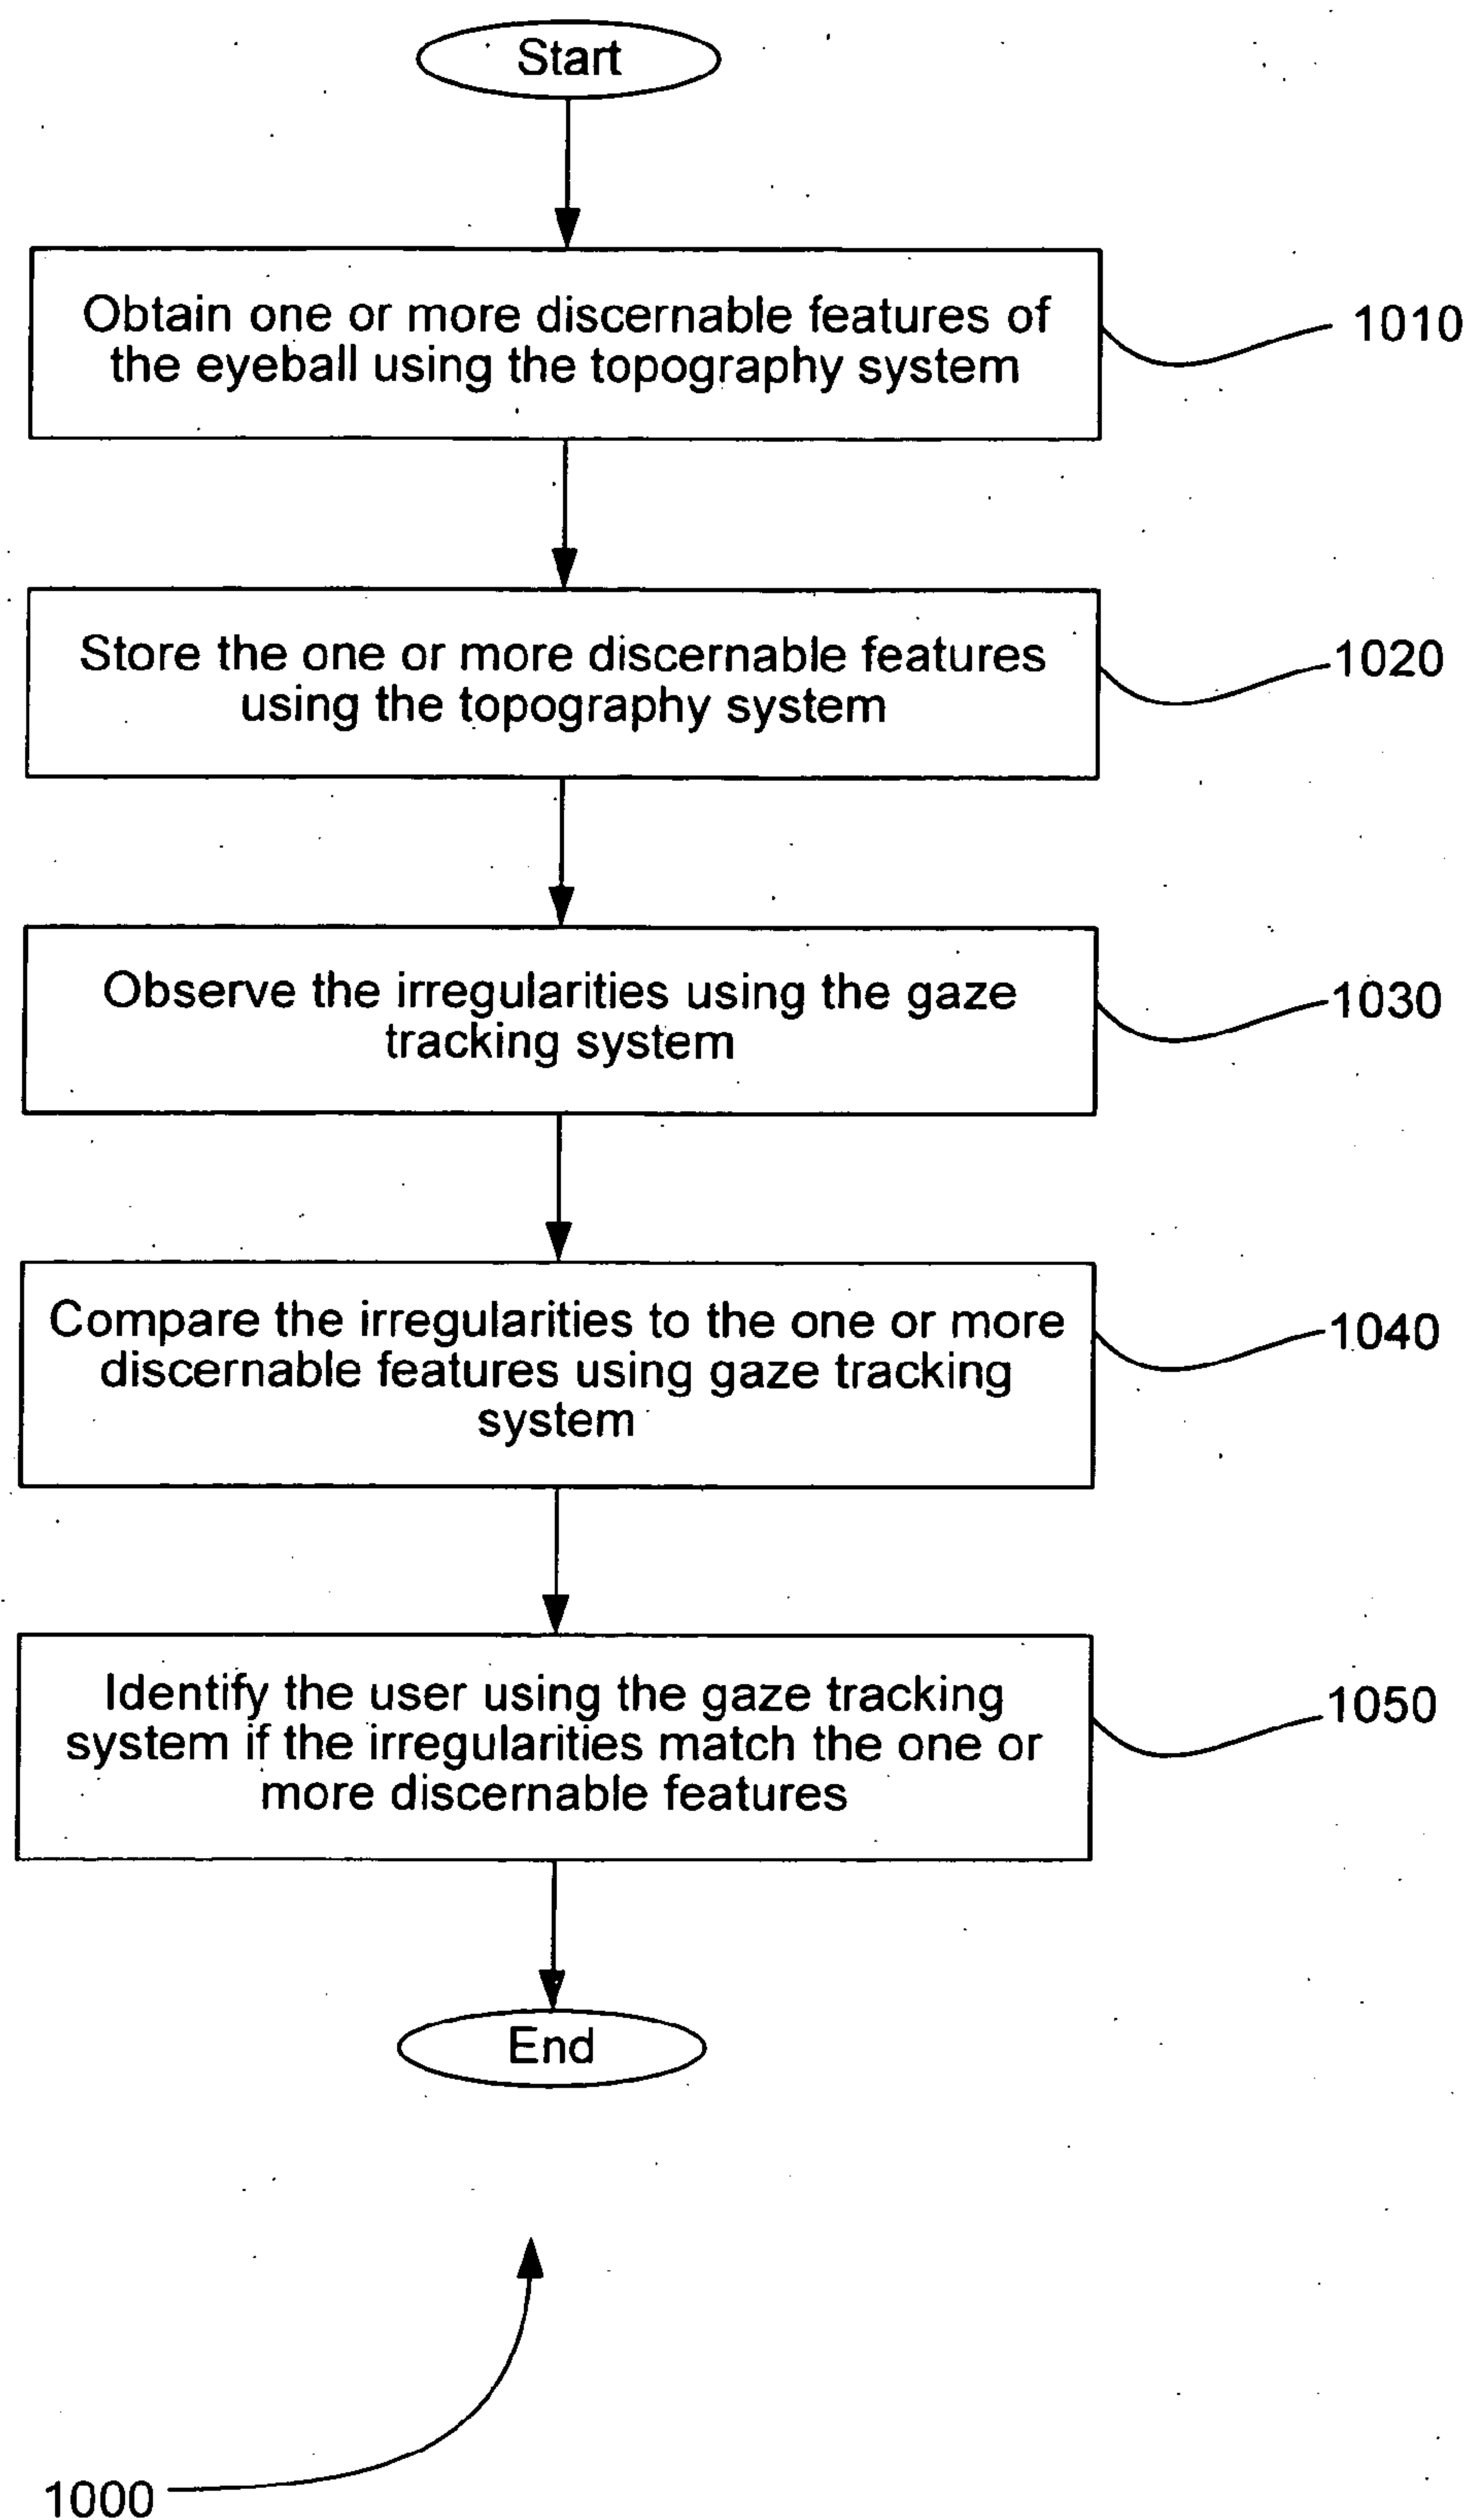 Start
Obtain one or more discernable features of
the eyeball using the topography system
1010
Store the one or more discernable features
using the topography system
1020
Observe the irregularities using the gaze
tracking system
1030
Compare the irregularities to the one or more
discernable features using gaze tracking
system
1040
Identify the user using the gaze tracking
system if the irregularities match the one or
more discernable features
1050
End
1000